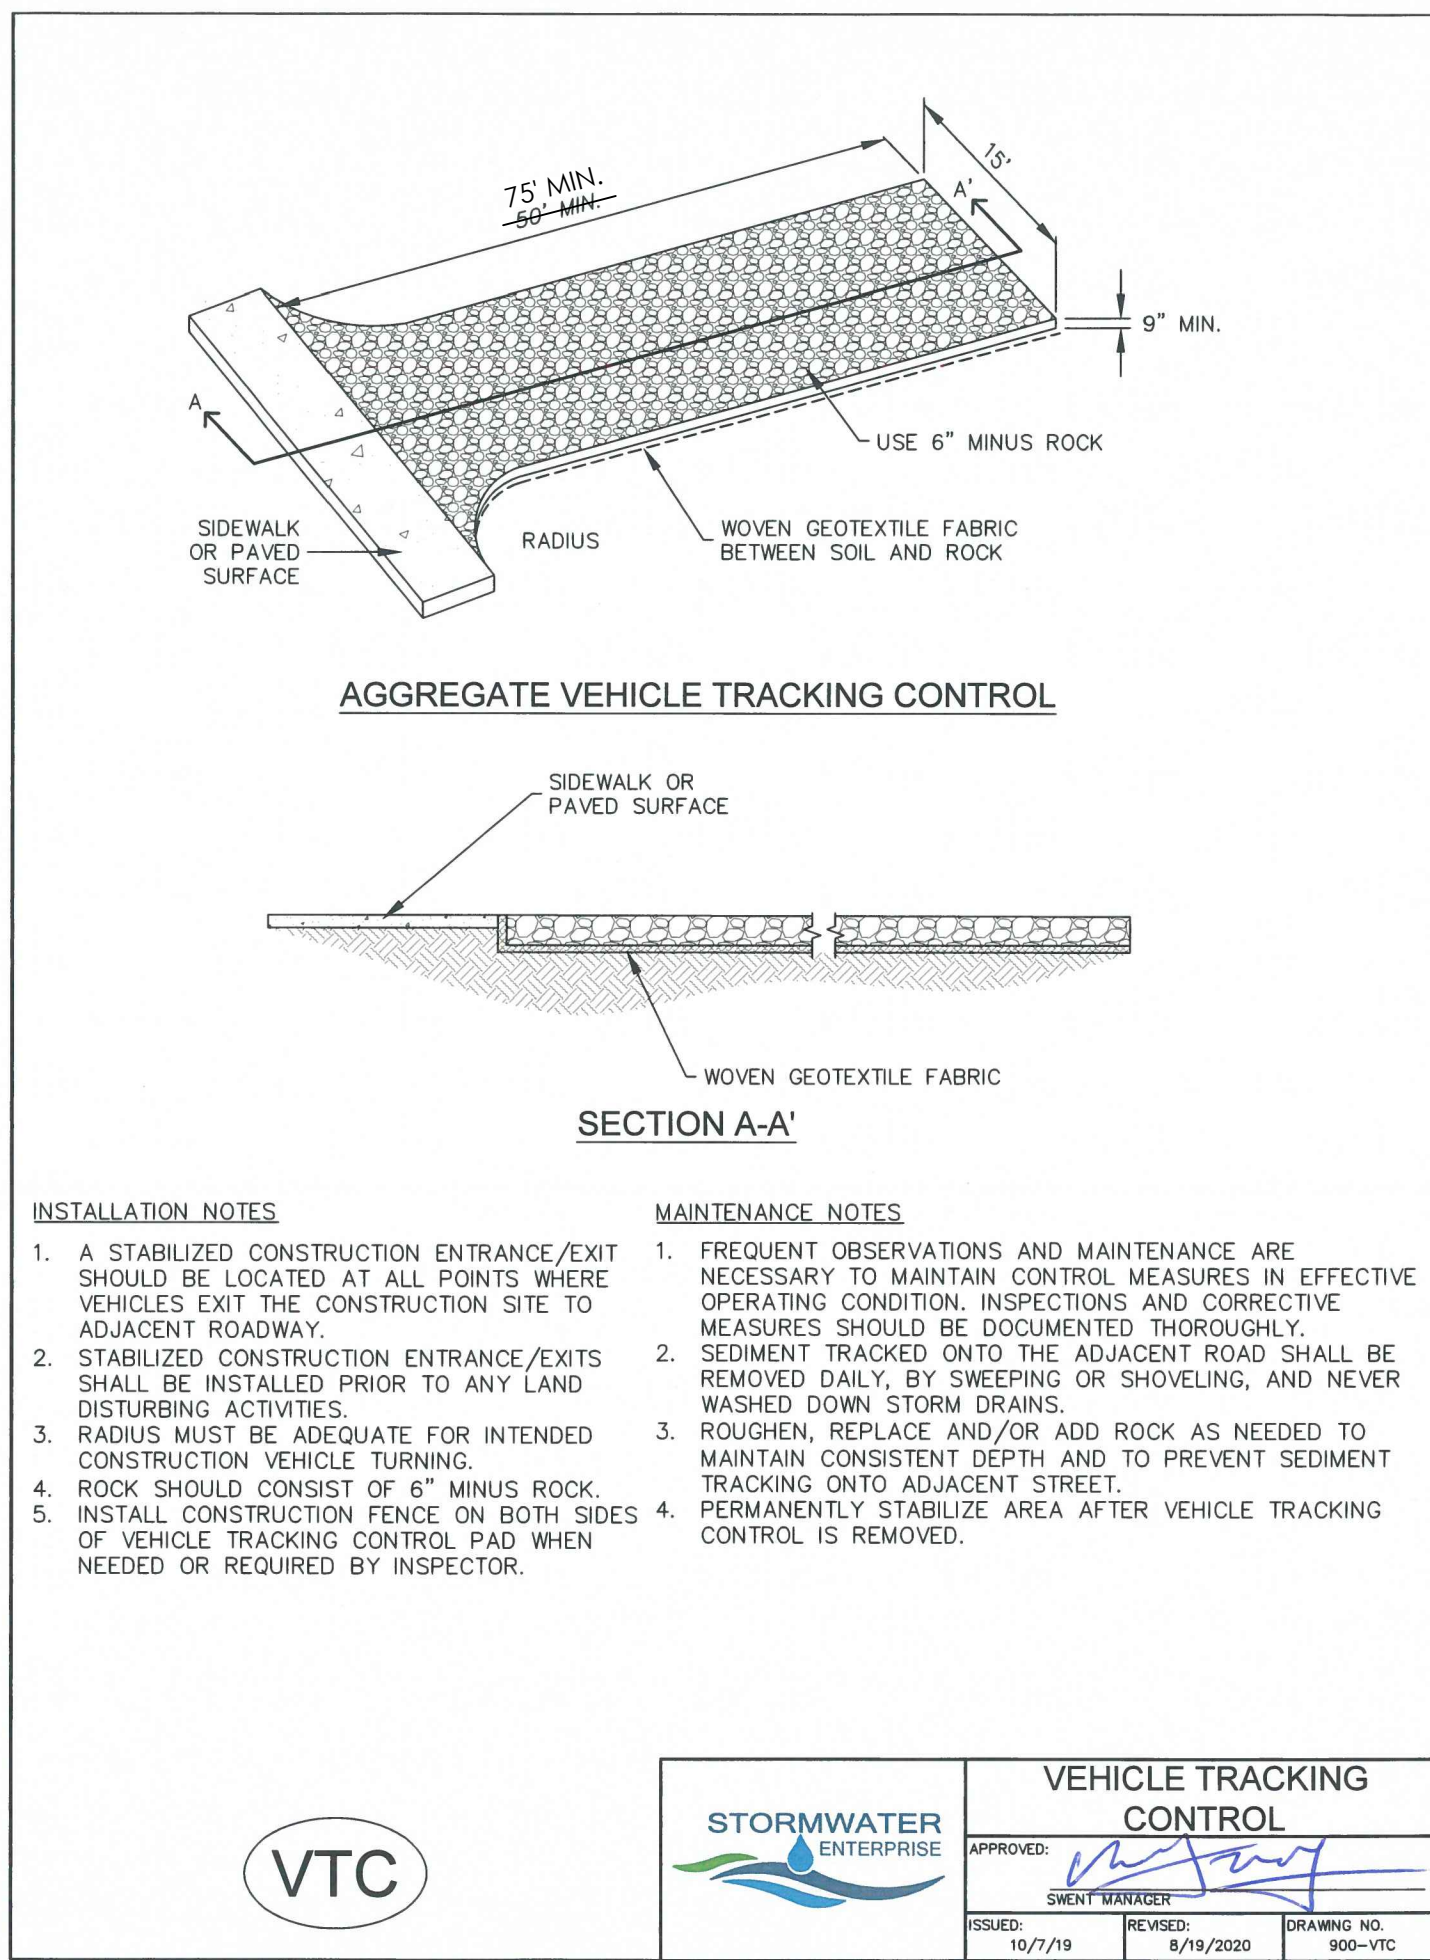 75' MIN.
50' MIN.
15'
A'
9" MIN.
A
USE 6" MINUS ROCK
SIDEWALK
OR PAVED
SURFACE
RADIUS
WOVEN GEOTEXTILE FABRIC
BETWEEN SOIL AND ROCK
AGGREGATE VEHICLE TRACKING CONTROL
SIDEWALK OR
PAVED SURFACE
WOVEN GEOTEXTILE FABRIC
SECTION A-A'
INSTALLATION NOTES
1. A STABILIZED CONSTRUCTION ENTRANCE/EXIT
SHOULD BE LOCATED AT ALL POINTS WHERE
VEHICLES EXIT THE CONSTRUCTION SITE TO
ADJACENT ROADWAY.
2. STABILIZED CONSTRUCTION ENTRANCE/EXITS
SHALL BE INSTALLED PRIOR TO ANY LAND
DISTURBING ACTIVITIES.
3. RADIUS MUST BE ADEQUATE FOR INTENDED
CONSTRUCTION VEHICLE TURNING.
4. ROCK SHOULD CONSIST OF 6" MINUS ROCK.
5. INSTALL CONSTRUCTION FENCE ON BOTH SIDES
OF VEHICLE TRACKING CONTROL PAD WHEN
NEEDED OR REQUIRED BY INSPECTOR.
MAINTENANCE NOTES
1. FREQUENT OBSERVATIONS AND MAINTENANCE ARE
NECESSARY TO MAINTAIN CONTROL MEASURES IN EFFECTIVE
OPERATING CONDITION. INSPECTIONS AND CORRECTIVE
MEASURES SHOULD BE DOCUMENTED THOROUGHLY.
2. SEDIMENT TRACKED ONTO THE ADJACENT ROAD SHALL BE
REMOVED DAILY, BY SWEEPING OR SHOVELING, AND NEVER
WASHED DOWN STORM DRAINS.
3. ROUGHEN, REPLACE AND/OR ADD ROCK AS NEEDED TO
MAINTAIN CONSISTENT DEPTH AND TO PREVENT SEDIMENT
TRACKING ONTO ADJACENT STREET.
4. PERMANENTLY STABILIZE AREA AFTER VEHICLE TRACKING
CONTROL IS REMOVED.
VTC
STORMWATER
ENTERPRISE
VEHICLE TRACKING
CONTROL
APPROVED:
SWENT MANAGER
ISSUED:
10/7/19
REVISED:
8/19/2020
DRAWING NO.
900-VTC